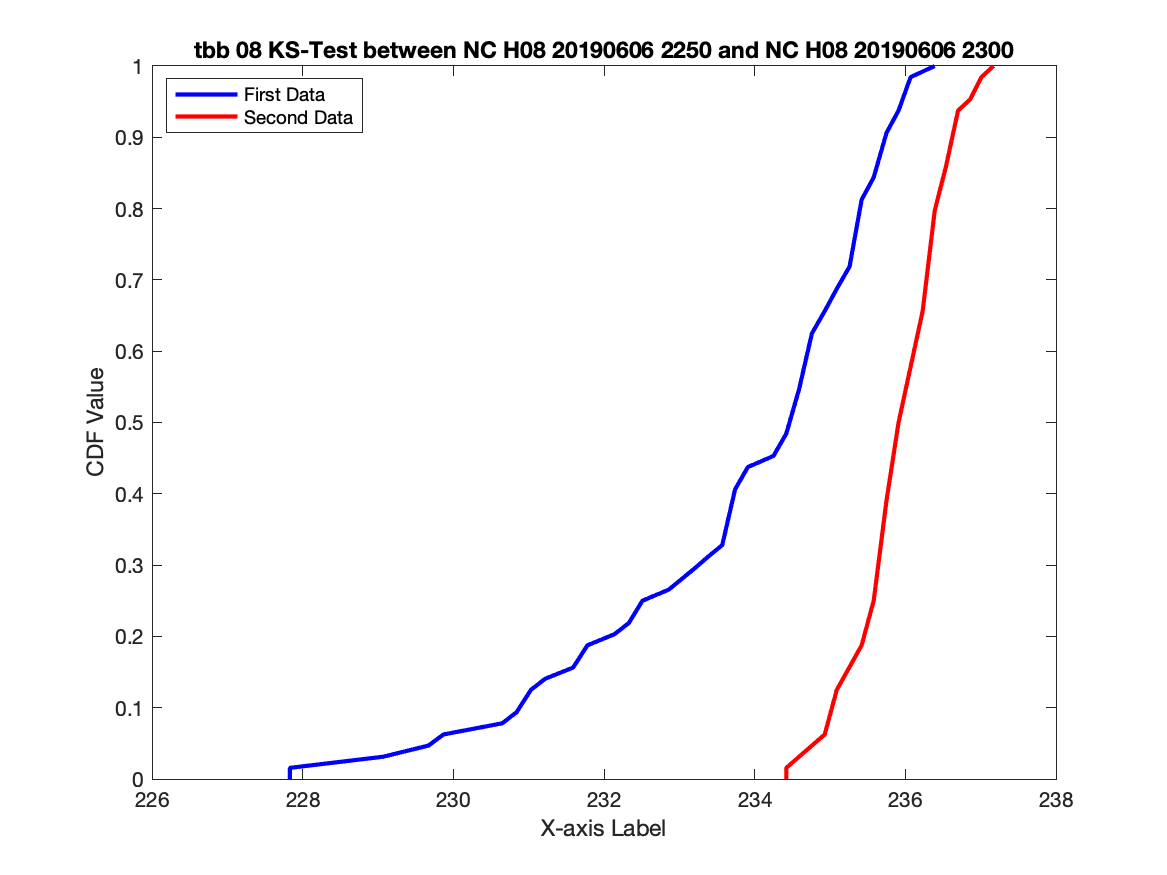 tbb 08 KS-Test between NC H08 20190606 2250 and NC H08 20190606 2300
First Data
Second Data
1
0.9
0.8
0.7
0.6
0.5
0.4
0.3
0.2
0.1
0
CDF Value
226 228 230 232 234 236 238
X-axis Label